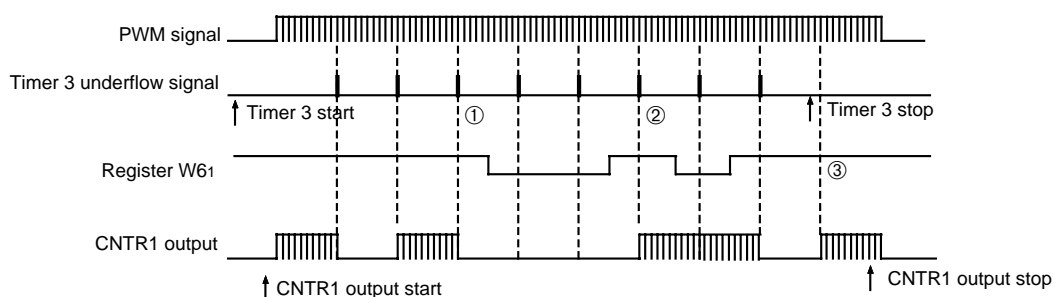 PWM signal
Timer 3 underflow signal
Timer 3 start
①
②
Timer 3 stop
Register W61
③
CNTR1 output
CNTR1 output start
CNTR1 output stop